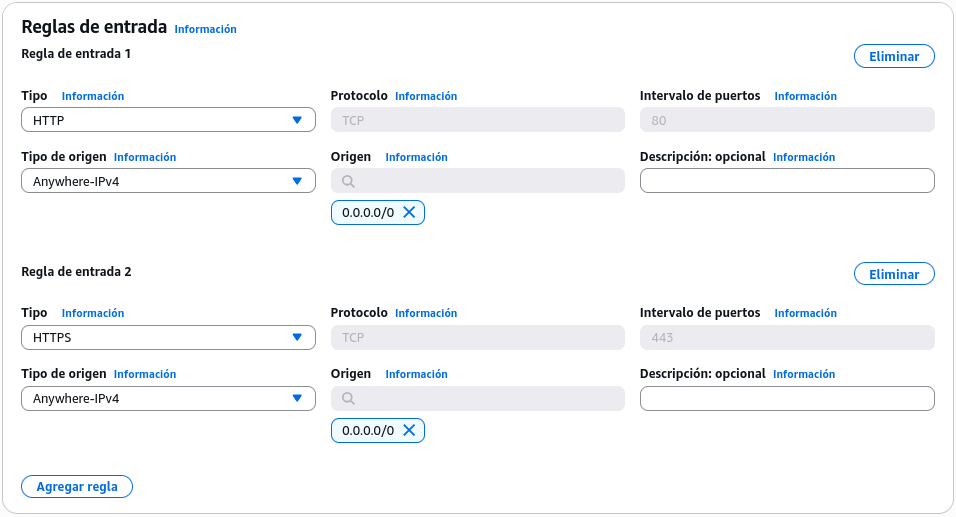 Reglas de entrada Información
Regla de entrada 1 Eliminar
Tipo Información Protocolo Información Intervalo de puertos Información
HTTP TCP 80
Tipo de origen Información Origen Información Descripción: opcional Información
Anywhere-IPv4
0.0.0.0/0
Regla de entrada 2 Eliminar
Tipo Información Protocolo Información Intervalo de puertos Información
HTTPS TCP 443
Tipo de origen Información Origen Información Descripción: opcional Información
Anywhere-IPv4
0.0.0.0/0
Agregar regla